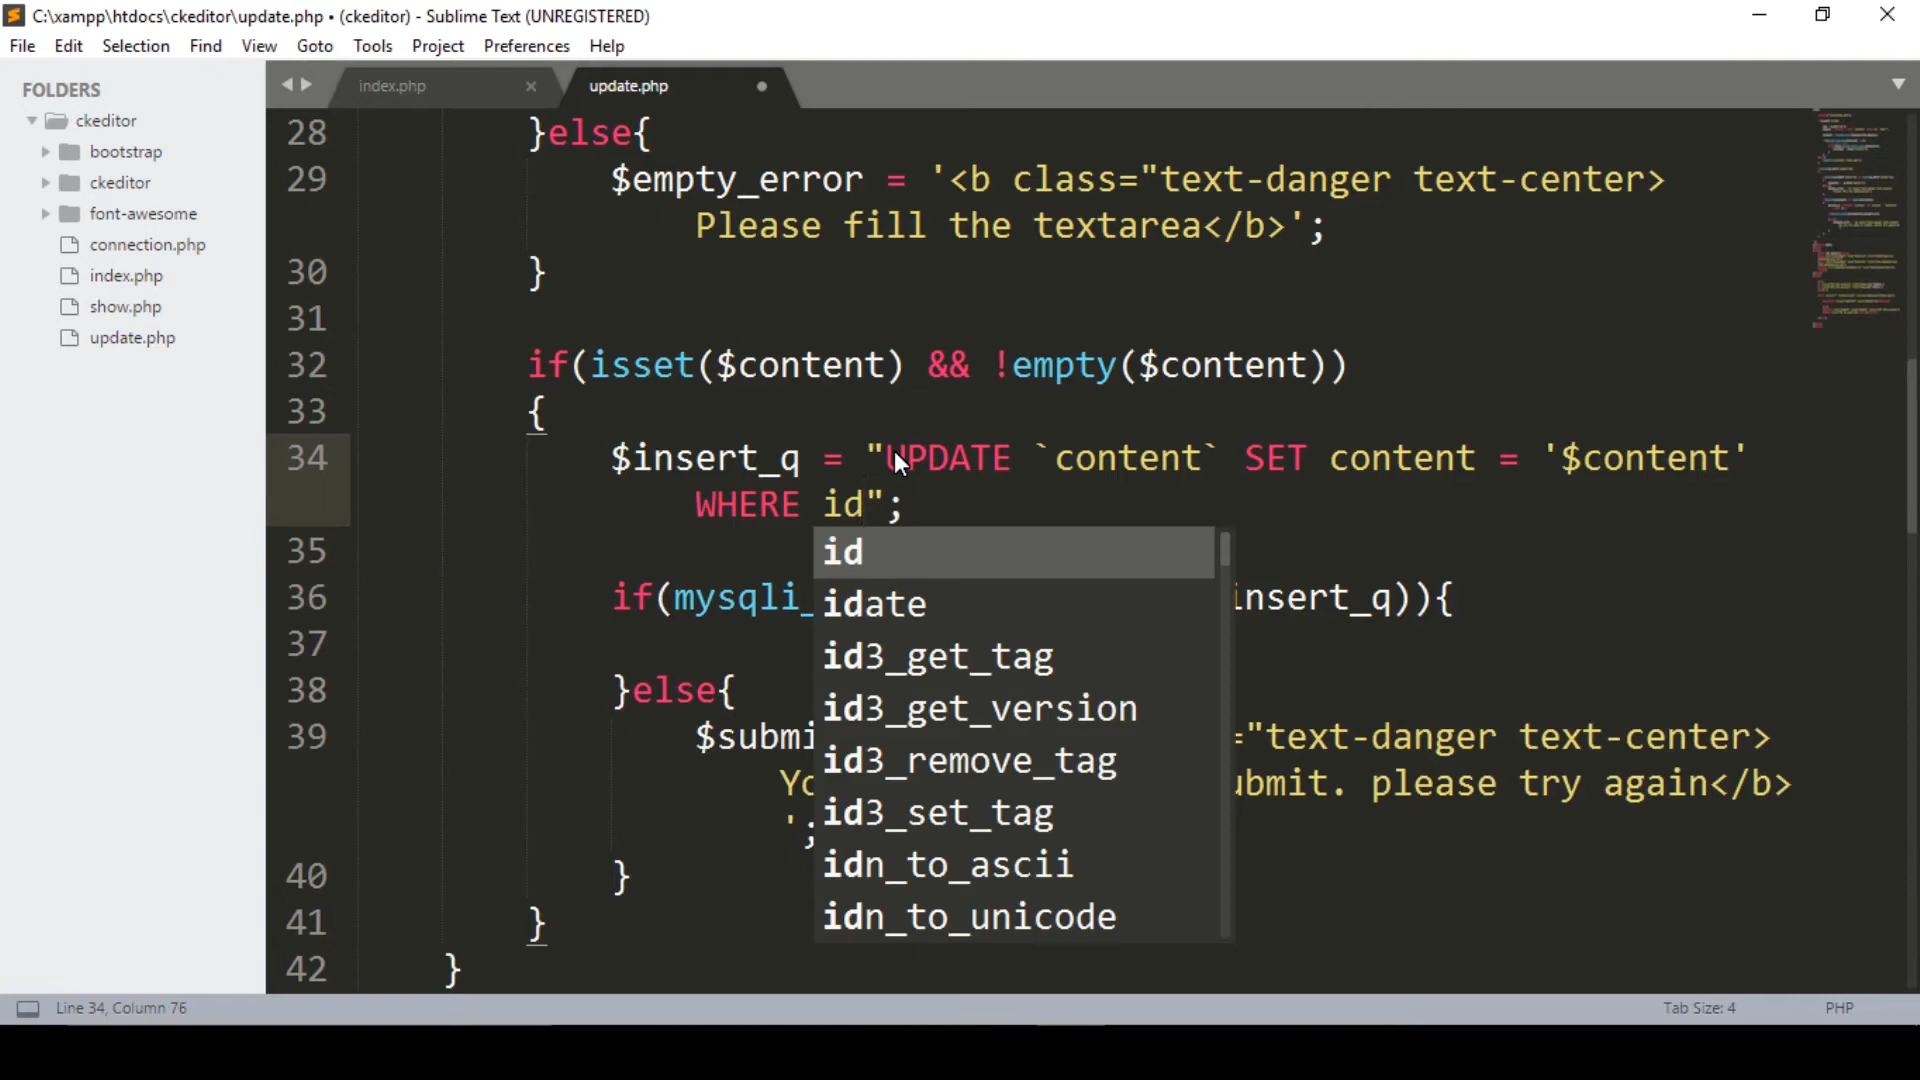 C:\xampp\htdocs\ckeditor\update.php • (ckeditor) - Sublime Text (UNREGISTERED)
File Edit Selection Find View Goto Tools Project Preferences Help
FOLDERS
ckeditor
bootstrap
ckeditor
font-awesome
connection.php
index.php
show.php
update.php
index.php × update.php
28 }else{
29 $empty_error = '<b class="text-danger text-center>
Please fill the textarea</b>';
30 }
31
32 if(isset($content) && !empty($content))
33 {
34 $insert_q = "UPDATE `content` SET content = '$content'
WHERE id";
35
36 if(mysqli_ insert_q)){
37
38 }else{
39 $submi ="text-danger text-center>
Yo ubmit. please try again</b>
';
40 }
41 }
42 }
id
idate
id3_get_tag
id3_get_version
id3_remove_tag
id3_set_tag
idn_to_ascii
idn_to_unicode
Line 34, Column 76 Tab Size: 4 PHP